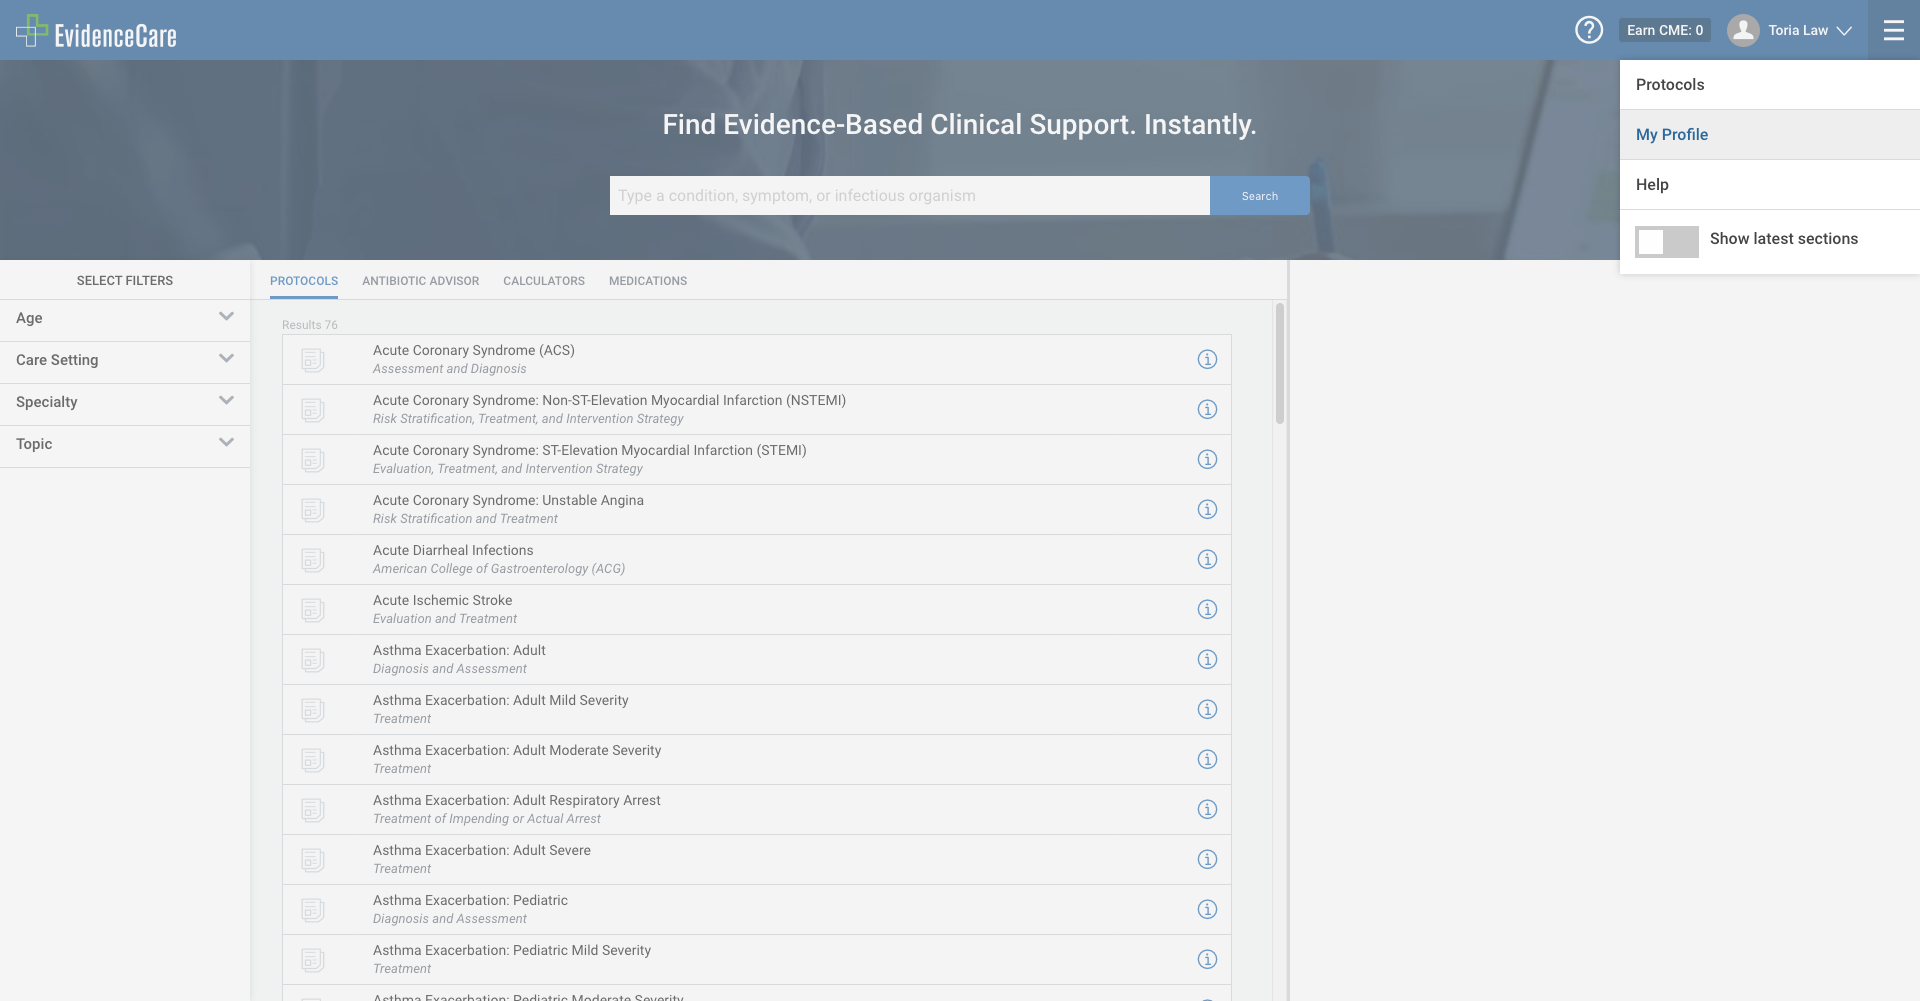 EvidenceCare
Earn CME: 0
Toria Law
Protocols
My Profile
Help
Show latest sections
Find Evidence-Based Clinical Support. Instantly.
Type a condition, symptom, or infectious organism
Search
SELECT FILTERS
Age
Care Setting
Specialty
Topic
PROTOCOLS
ANTIBIOTIC ADVISOR
CALCULATORS
MEDICATIONS
Results 76
Acute Coronary Syndrome (ACS)
Assessment and Diagnosis
Acute Coronary Syndrome: Non-ST-Elevation Myocardial Infarction (NSTEMI)
Risk Stratification, Treatment, and Intervention Strategy
Acute Coronary Syndrome: ST-Elevation Myocardial Infarction (STEMI)
Evaluation, Treatment, and Intervention Strategy
Acute Coronary Syndrome: Unstable Angina
Risk Stratification and Treatment
Acute Diarrheal Infections
American College of Gastroenterology (ACG)
Acute Ischemic Stroke
Evaluation and Treatment
Asthma Exacerbation: Adult
Diagnosis and Assessment
Asthma Exacerbation: Adult Mild Severity
Treatment
Asthma Exacerbation: Adult Moderate Severity
Treatment
Asthma Exacerbation: Adult Respiratory Arrest
Treatment of Impending or Actual Arrest
Asthma Exacerbation: Adult Severe
Treatment
Asthma Exacerbation: Pediatric
Diagnosis and Assessment
Asthma Exacerbation: Pediatric Mild Severity
Treatment
Asthma Exacerbation: Pediatric Moderate Severity